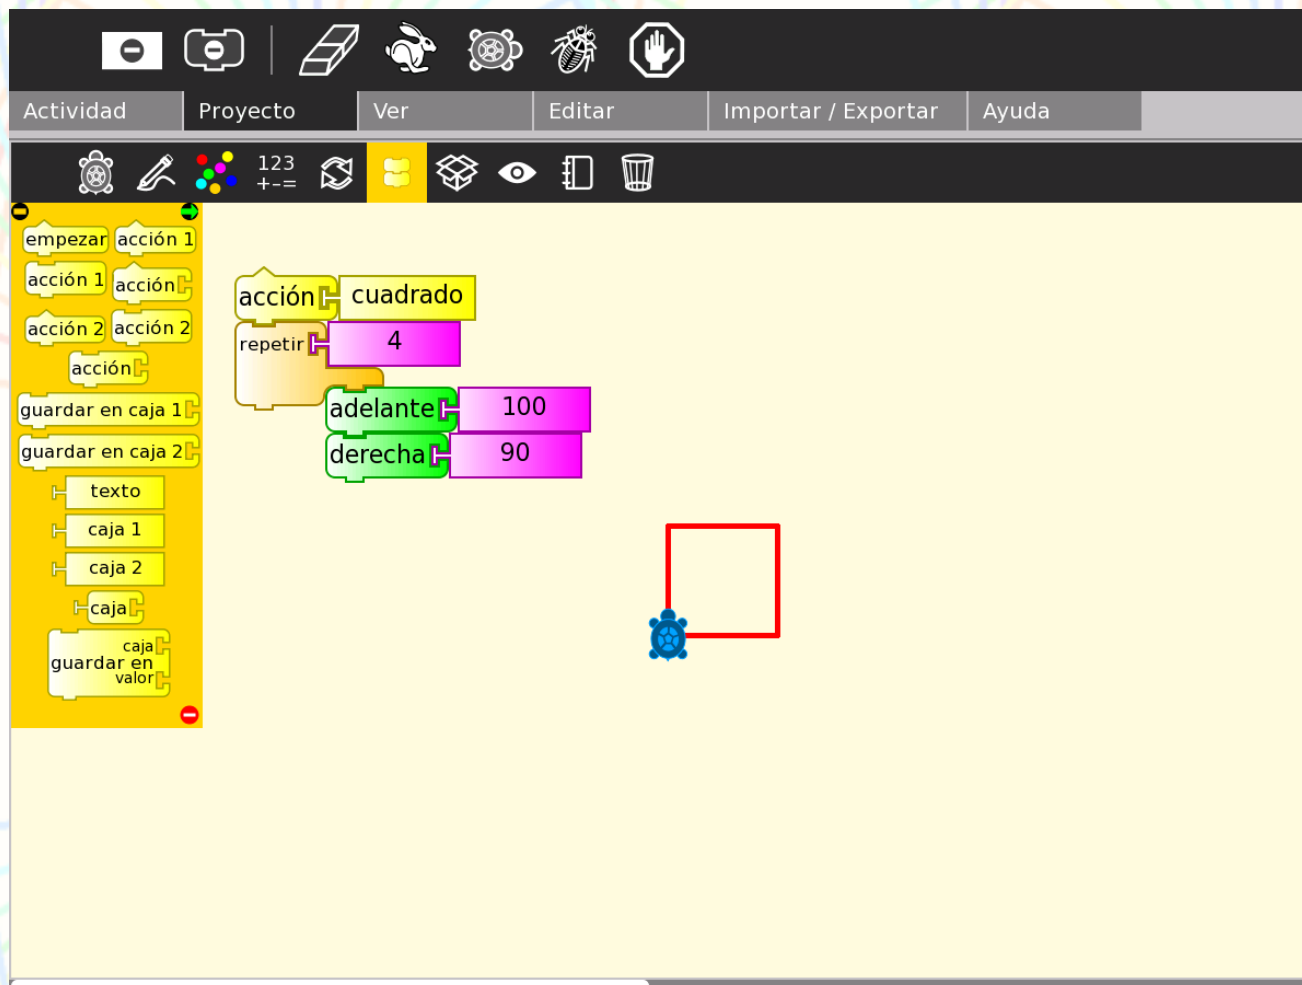 Actividad
Proyecto
Ver
Editar
Importar / Exportar
Ayuda
123
+-=
empezar
acción 1
acción 1
acción
acción 2
acción 2
acción
guardar en caja 1
guardar en caja 2
texto
caja 1
caja 2
caja
caja
guardar en
valor
acción
cuadrado
repetir
4
adelante
100
derecha
90